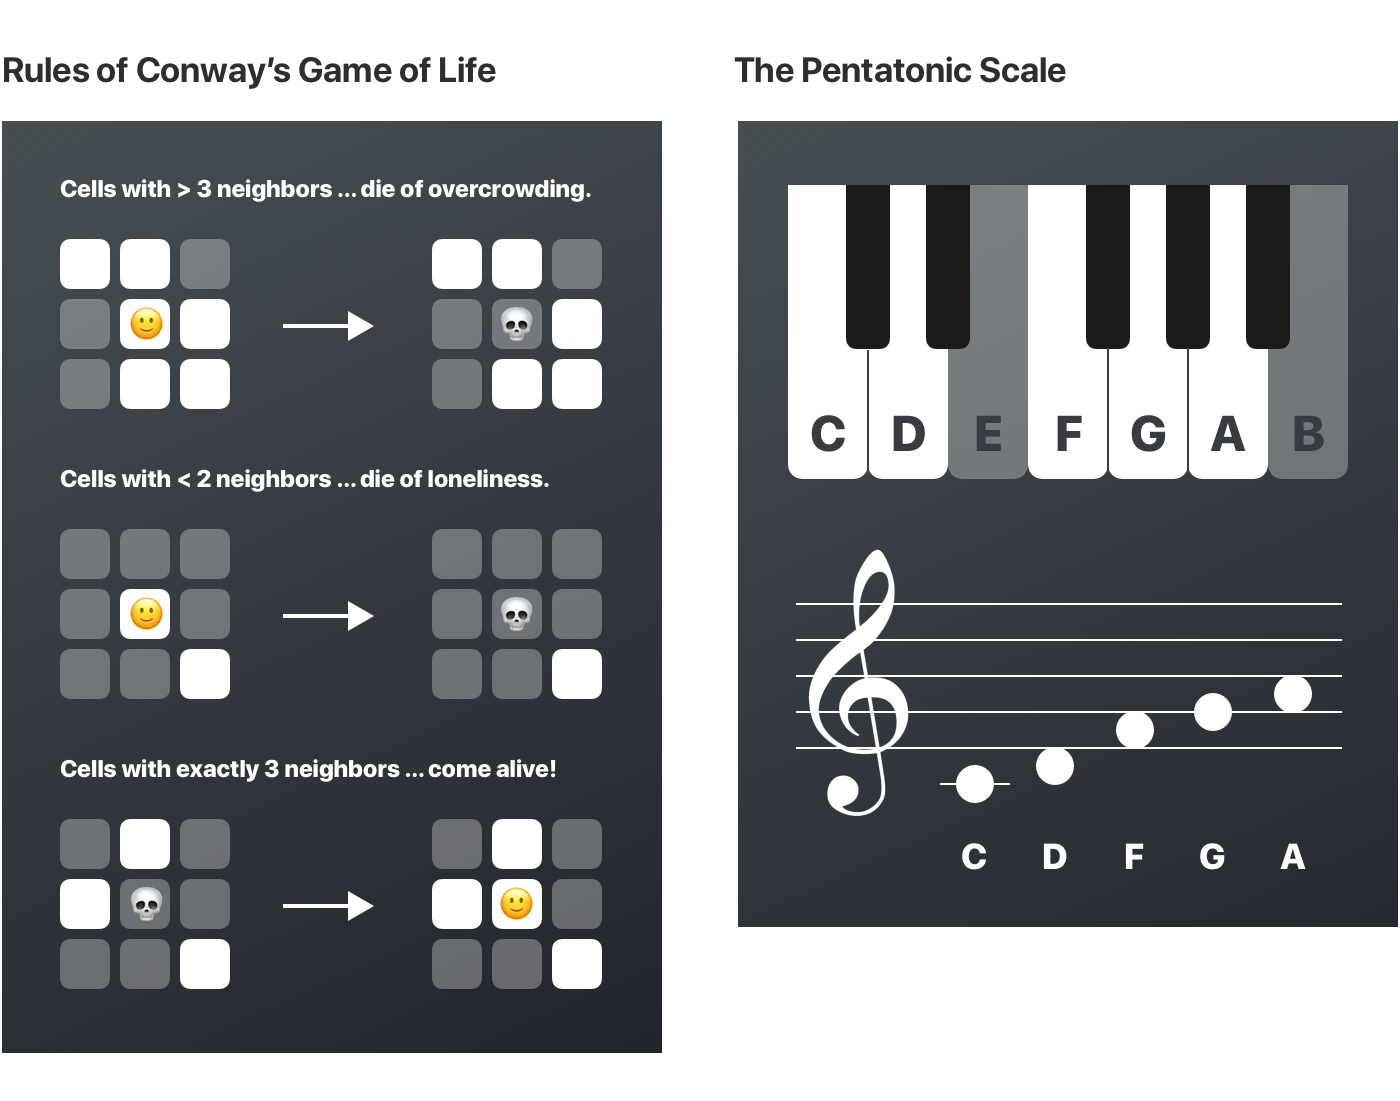 Rules of Conway’s Game of Life
Cells with > 3 neighbors ... die of overcrowding.
Cells with < 2 neighbors ... die of loneliness.
Cells with exactly 3 neighbors ... come alive!
The Pentatonic Scale
C D E F G A B
C D F G A